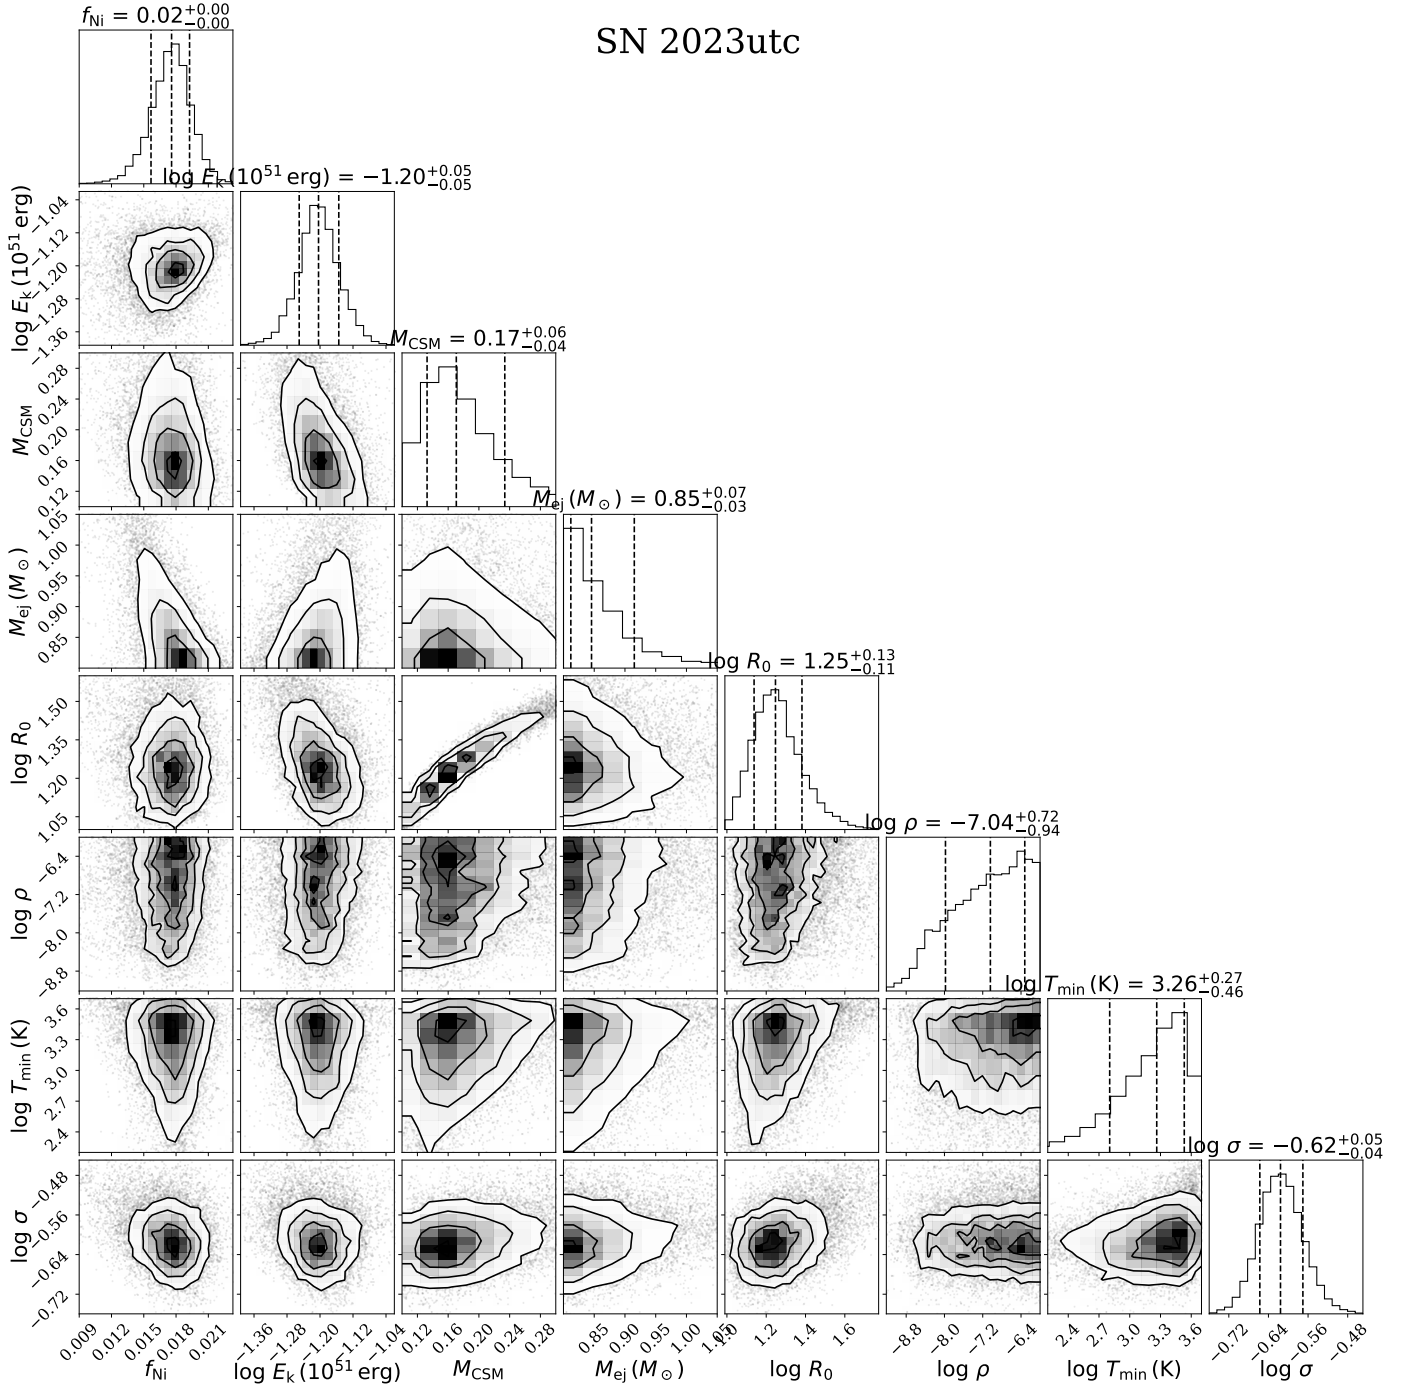 f_Ni = 0.02^{+0.00}_{-0.00}
SN 2023utc
log E_k (10^51 erg) = −1.20^{+0.05}_{-0.05}
log E_k (10^51 erg)
−1.04
−1.12
−1.20
−1.28
−1.36
M_CSM = 0.17^{+0.06}_{-0.04}
M_CSM
0.28
0.24
0.20
0.16
0.12
M_ej (M_⊙) = 0.85^{+0.07}_{-0.03}
M_ej (M_⊙)
1.05
1.00
0.95
0.90
0.85
log R_0 = 1.25^{+0.13}_{-0.11}
log R_0
1.50
1.35
1.20
1.05
log ρ = −7.04^{+0.72}_{-0.94}
log ρ
−6.4
−7.2
−8.0
−8.8
log T_min (K) = 3.26^{+0.27}_{-0.46}
log T_min (K)
3.6
3.3
3.0
2.7
2.4
log σ = −0.62^{+0.05}_{-0.04}
log σ
−0.48
−0.56
−0.64
−0.72
0.009 0.012 0.015 0.018 0.021 −1.36 −1.28 −1.20 −1.12 −1.04 0.12 0.16 0.20 0.24 0.28 0.85 0.90 0.95 1.00 1.05 1.2 1.6 −8.8 −8.0 −7.2 −6.4 2.4 2.7 3.0 3.3 3.6 −0.72 −0.64 −0.56 −0.48
f_Ni log E_k (10^51 erg) M_CSM M_ej (M_⊙) log R_0 log ρ log T_min (K) log σ